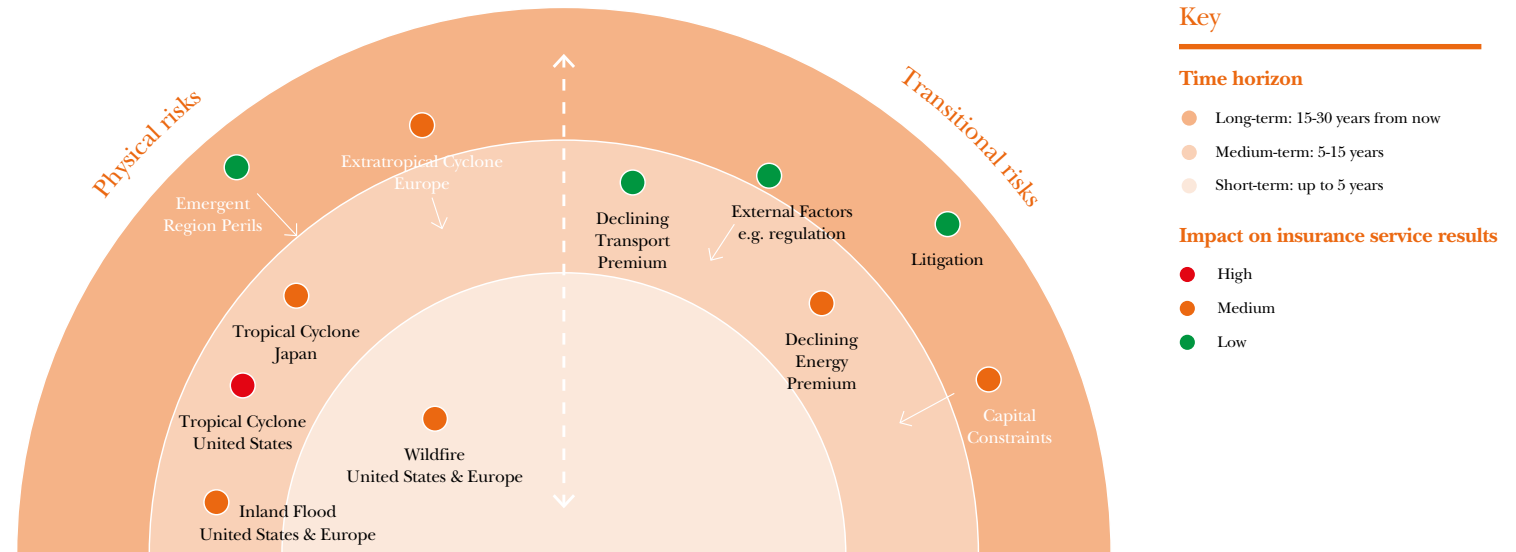 Physical risks
Transitional risks
Extratropical Cyclone
Europe
Emergent
Region Perils
Tropical Cyclone
Japan
Tropical Cyclone
United States
Inland Flood
United States & Europe
Wildfire
United States & Europe
Declining
Transport
Premium
External Factors
e.g. regulation
Litigation
Declining
Energy
Premium
Capital
Constraints
Key
Time horizon
Long-term: 15-30 years from now
Medium-term: 5-15 years
Short-term: up to 5 years
Impact on insurance service results
High
Medium
Low